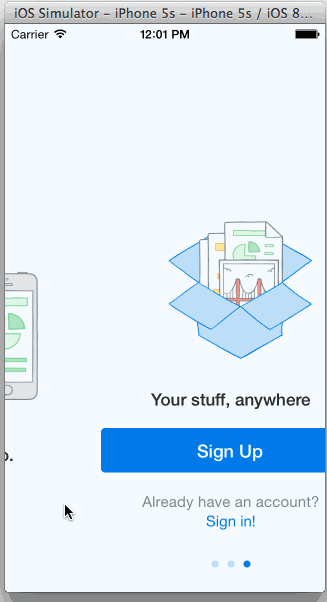 iOS Simulator - iPhone 5s - iPhone 5s / iOS 8...
Carrier 12:01 PM
Your stuff, anywhere
o.
Sign Up
Already have an account?
Sign in!